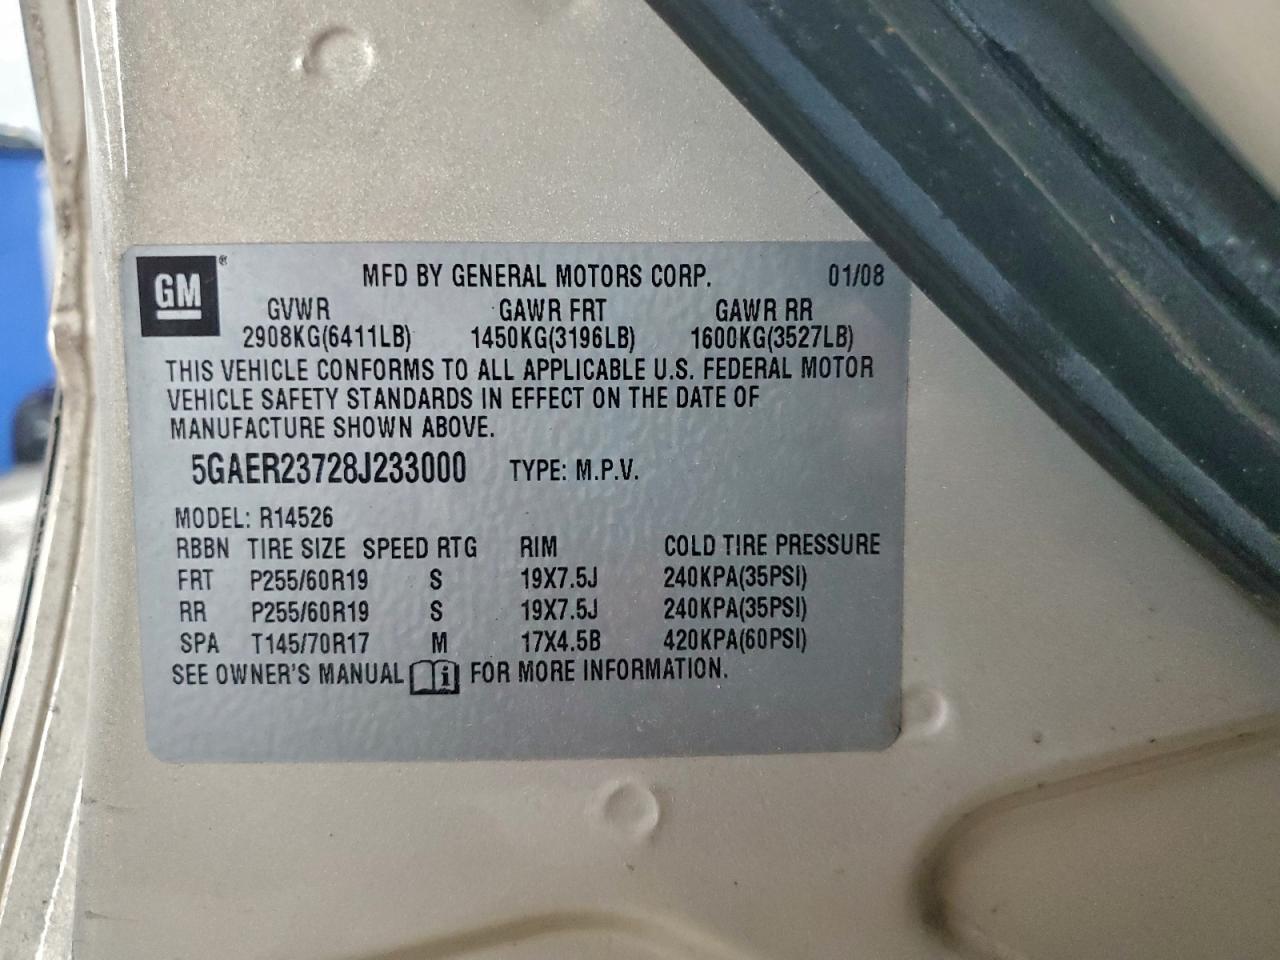 GM ® MFD BY GENERAL MOTORS CORP. 01/08
GVWR GAWR FRT GAWR RR
2908KG(6411LB) 1450KG(3196LB) 1600KG(3527LB)
THIS VEHICLE CONFORMS TO ALL APPLICABLE U.S. FEDERAL MOTOR
VEHICLE SAFETY STANDARDS IN EFFECT ON THE DATE OF
MANUFACTURE SHOWN ABOVE.
5GAER23728J233000 TYPE: M.P.V.
MODEL: R14526
RBBN TIRE SIZE SPEED RTG RIM COLD TIRE PRESSURE
FRT P255/60R19 S 19X7.5J 240KPA(35PSI)
RR P255/60R19 S 19X7.5J 240KPA(35PSI)
SPA T145/70R17 M 17X4.5B 420KPA(60PSI)
SEE OWNER'S MANUAL i FOR MORE INFORMATION.